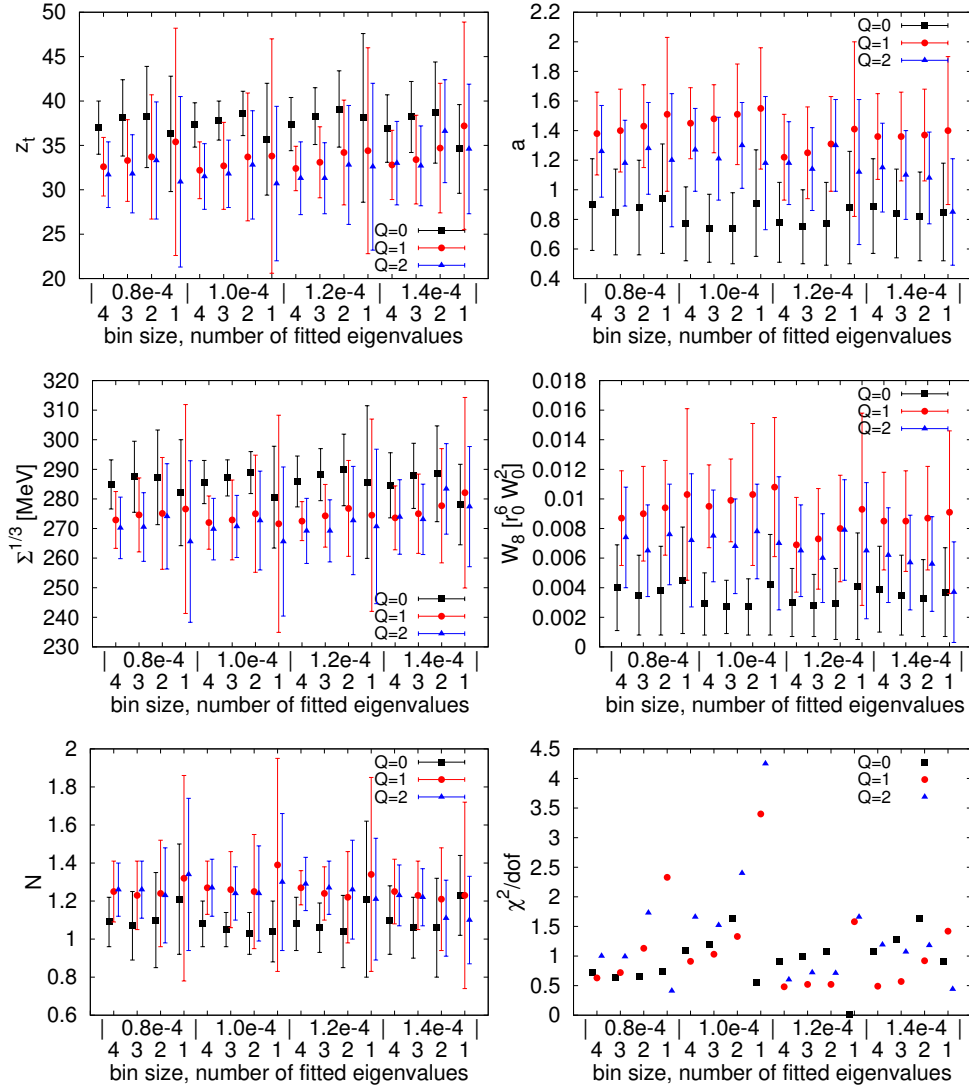 40
45
50
35
30
25
20
z_t
Q=0
Q=1
Q=2
| 0.8e-4 | 1.0e-4 | 1.2e-4 | 1.4e-4 |
4 3 2 1 4 3 2 1 4 3 2 1 4 3 2 1
bin size, number of fitted eigenvalues
2.2
2
1.8
1.6
1.4
1.2
1
0.8
0.6
0.4
a
Q=0
Q=1
Q=2
| 0.8e-4 | 1.0e-4 | 1.2e-4 | 1.4e-4 |
4 3 2 1 4 3 2 1 4 3 2 1 4 3 2 1
bin size, number of fitted eigenvalues
320
310
300
290
280
270
260
250
240
230
Σ^{1/3} [MeV]
Q=0
Q=1
Q=2
| 0.8e-4 | 1.0e-4 | 1.2e-4 | 1.4e-4 |
4 3 2 1 4 3 2 1 4 3 2 1 4 3 2 1
bin size, number of fitted eigenvalues
0.018
0.016
0.014
0.012
0.01
0.008
0.006
0.004
0.002
0
W_8 [r_0^6 W_0^2]
Q=0
Q=1
Q=2
| 0.8e-4 | 1.0e-4 | 1.2e-4 | 1.4e-4 |
4 3 2 1 4 3 2 1 4 3 2 1 4 3 2 1
bin size, number of fitted eigenvalues
2
1.8
1.6
1.4
1.2
1
0.8
0.6
N
Q=0
Q=1
Q=2
| 0.8e-4 | 1.0e-4 | 1.2e-4 | 1.4e-4 |
4 3 2 1 4 3 2 1 4 3 2 1 4 3 2 1
bin size, number of fitted eigenvalues
4.5
4
3.5
3
2.5
2
1.5
1
0.5
0
χ²/dof
Q=0
Q=1
Q=2
| 0.8e-4 | 1.0e-4 | 1.2e-4 | 1.4e-4 |
4 3 2 1 4 3 2 1 4 3 2 1 4 3 2 1
bin size, number of fitted eigenvalues